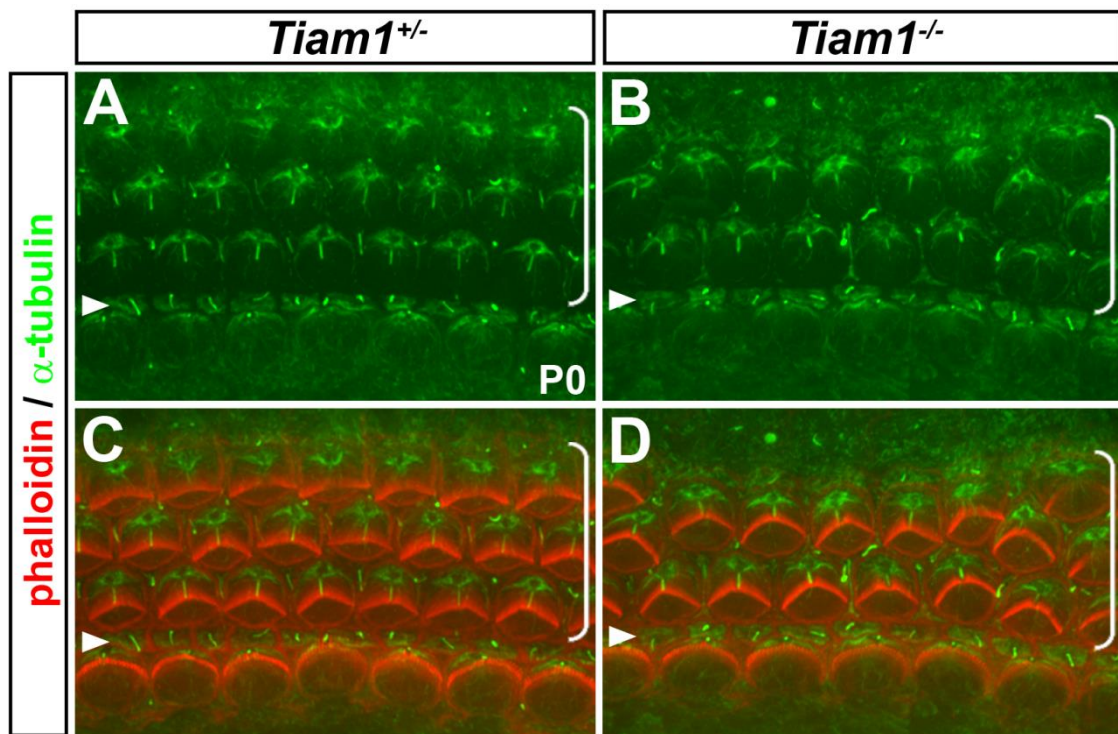 Tiam1+/-
Tiam1-/-
phalloidin / α-tubulin
A
B
P0
C
D